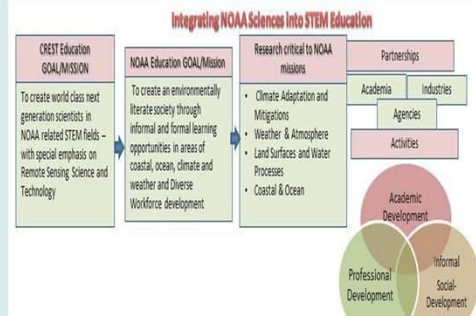 Integrating NOAA Sciences into STEM Education
CREST Education
GOAL/MISSION
To create world class next
generation scientists in
NOAA related STEM fields –
with special emphasis on
Remote Sensing Science and
Technology
NOAA Education GOAL/Mission
To create an environmentally
literate society through
informal and formal learning
opportunities in areas of
coastal, ocean, climate and
weather and Diverse
Workforce development
Research critical to NOAA
missions
• Climate Adaptation and
Mitigations
• Weather & Atmosphere
• Land Surfaces and Water
Processes
• Coastal & Ocean
Partnerships
Academia
Industries
Agencies
Activities
Academic
Development
Professional
Development
Informal
Social-
Development